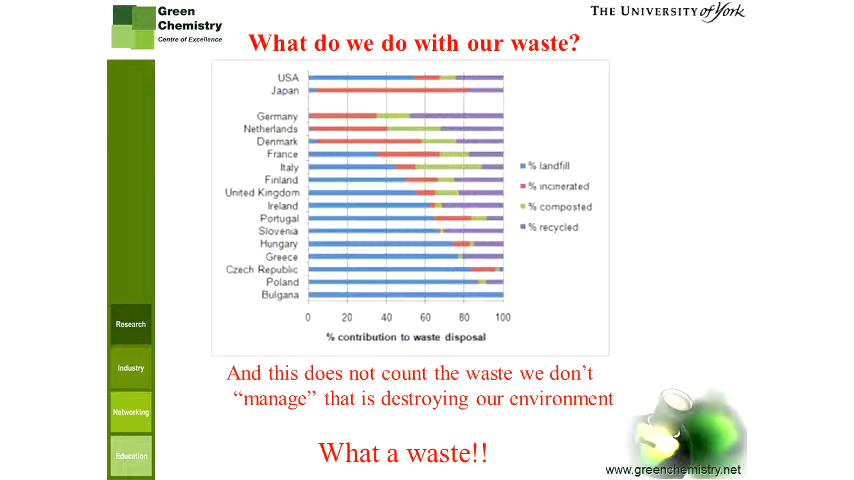 Green
Chemistry
Centre of Excellence
THE UNIVERSITY of York
What do we do with our waste?
USA
Japan
Germany
Netherlands
Denmark
France
Italy
Finland
United Kingdom
Ireland
Portugal
Slovenia
Hungary
Greece
Czech Republic
Poland
Bulgaria
% landfill
% incinerated
% composted
% recycled
0 20 40 60 80 100
% contribution to waste disposal
And this does not count the waste we don't
"manage" that is destroying our environment
What a waste!!
Research
Industry
Networking
Education
www.greenchemistry.net